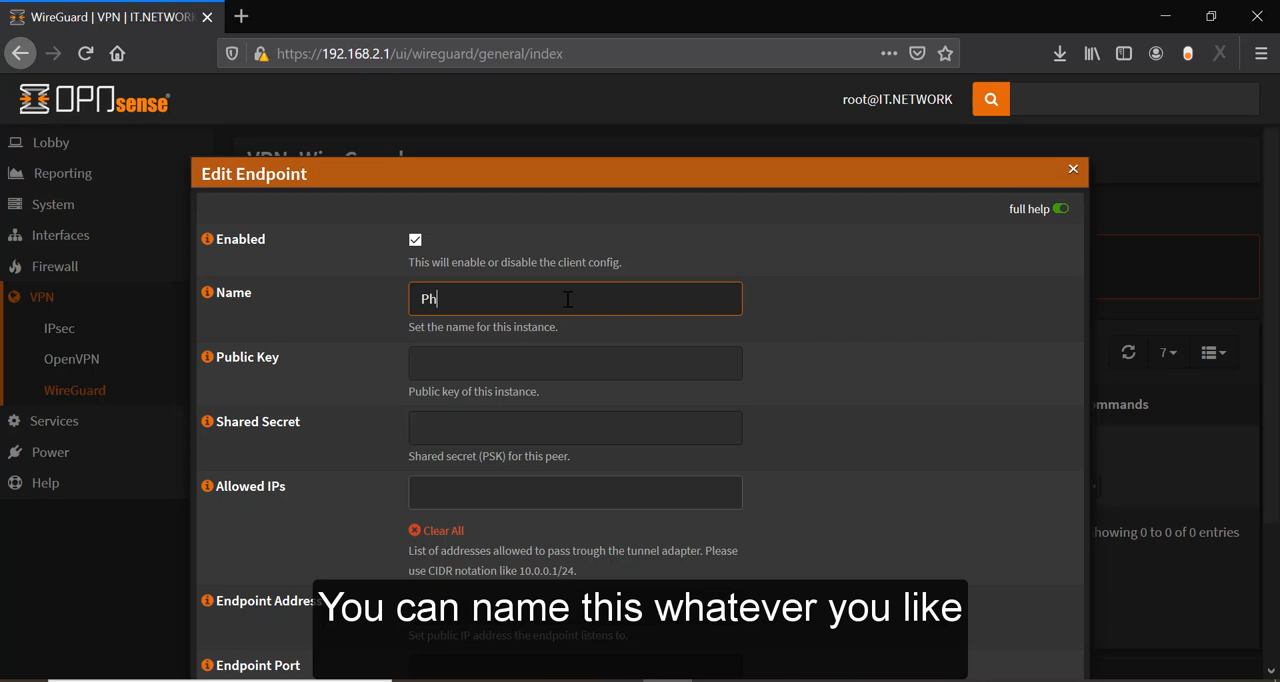 WireGuard | VPN | IT.NETWOR
https://192.168.2.1/ui/wireguard/general/index
OPNsense
root@IT.NETWORK
Lobby
Reporting
System
Interfaces
Firewall
VPN
IPsec
OpenVPN
WireGuard
Services
Power
Help
VPN: WireGuard
Edit Endpoint
full help
Enabled
This will enable or disable the client config.
Name
Ph
Set the name for this instance.
Public Key
Public key of this instance.
Shared Secret
Shared secret (PSK) for this peer.
Allowed IPs
Clear All
List of addresses allowed to pass trough the tunnel adapter. Please
use CIDR notation like 10.0.0.1/24.
Endpoint Addres
Set public IP address the endpoint listens to.
Endpoint Port
7
mmands
howing 0 to 0 of 0 entries
You can name this whatever you like